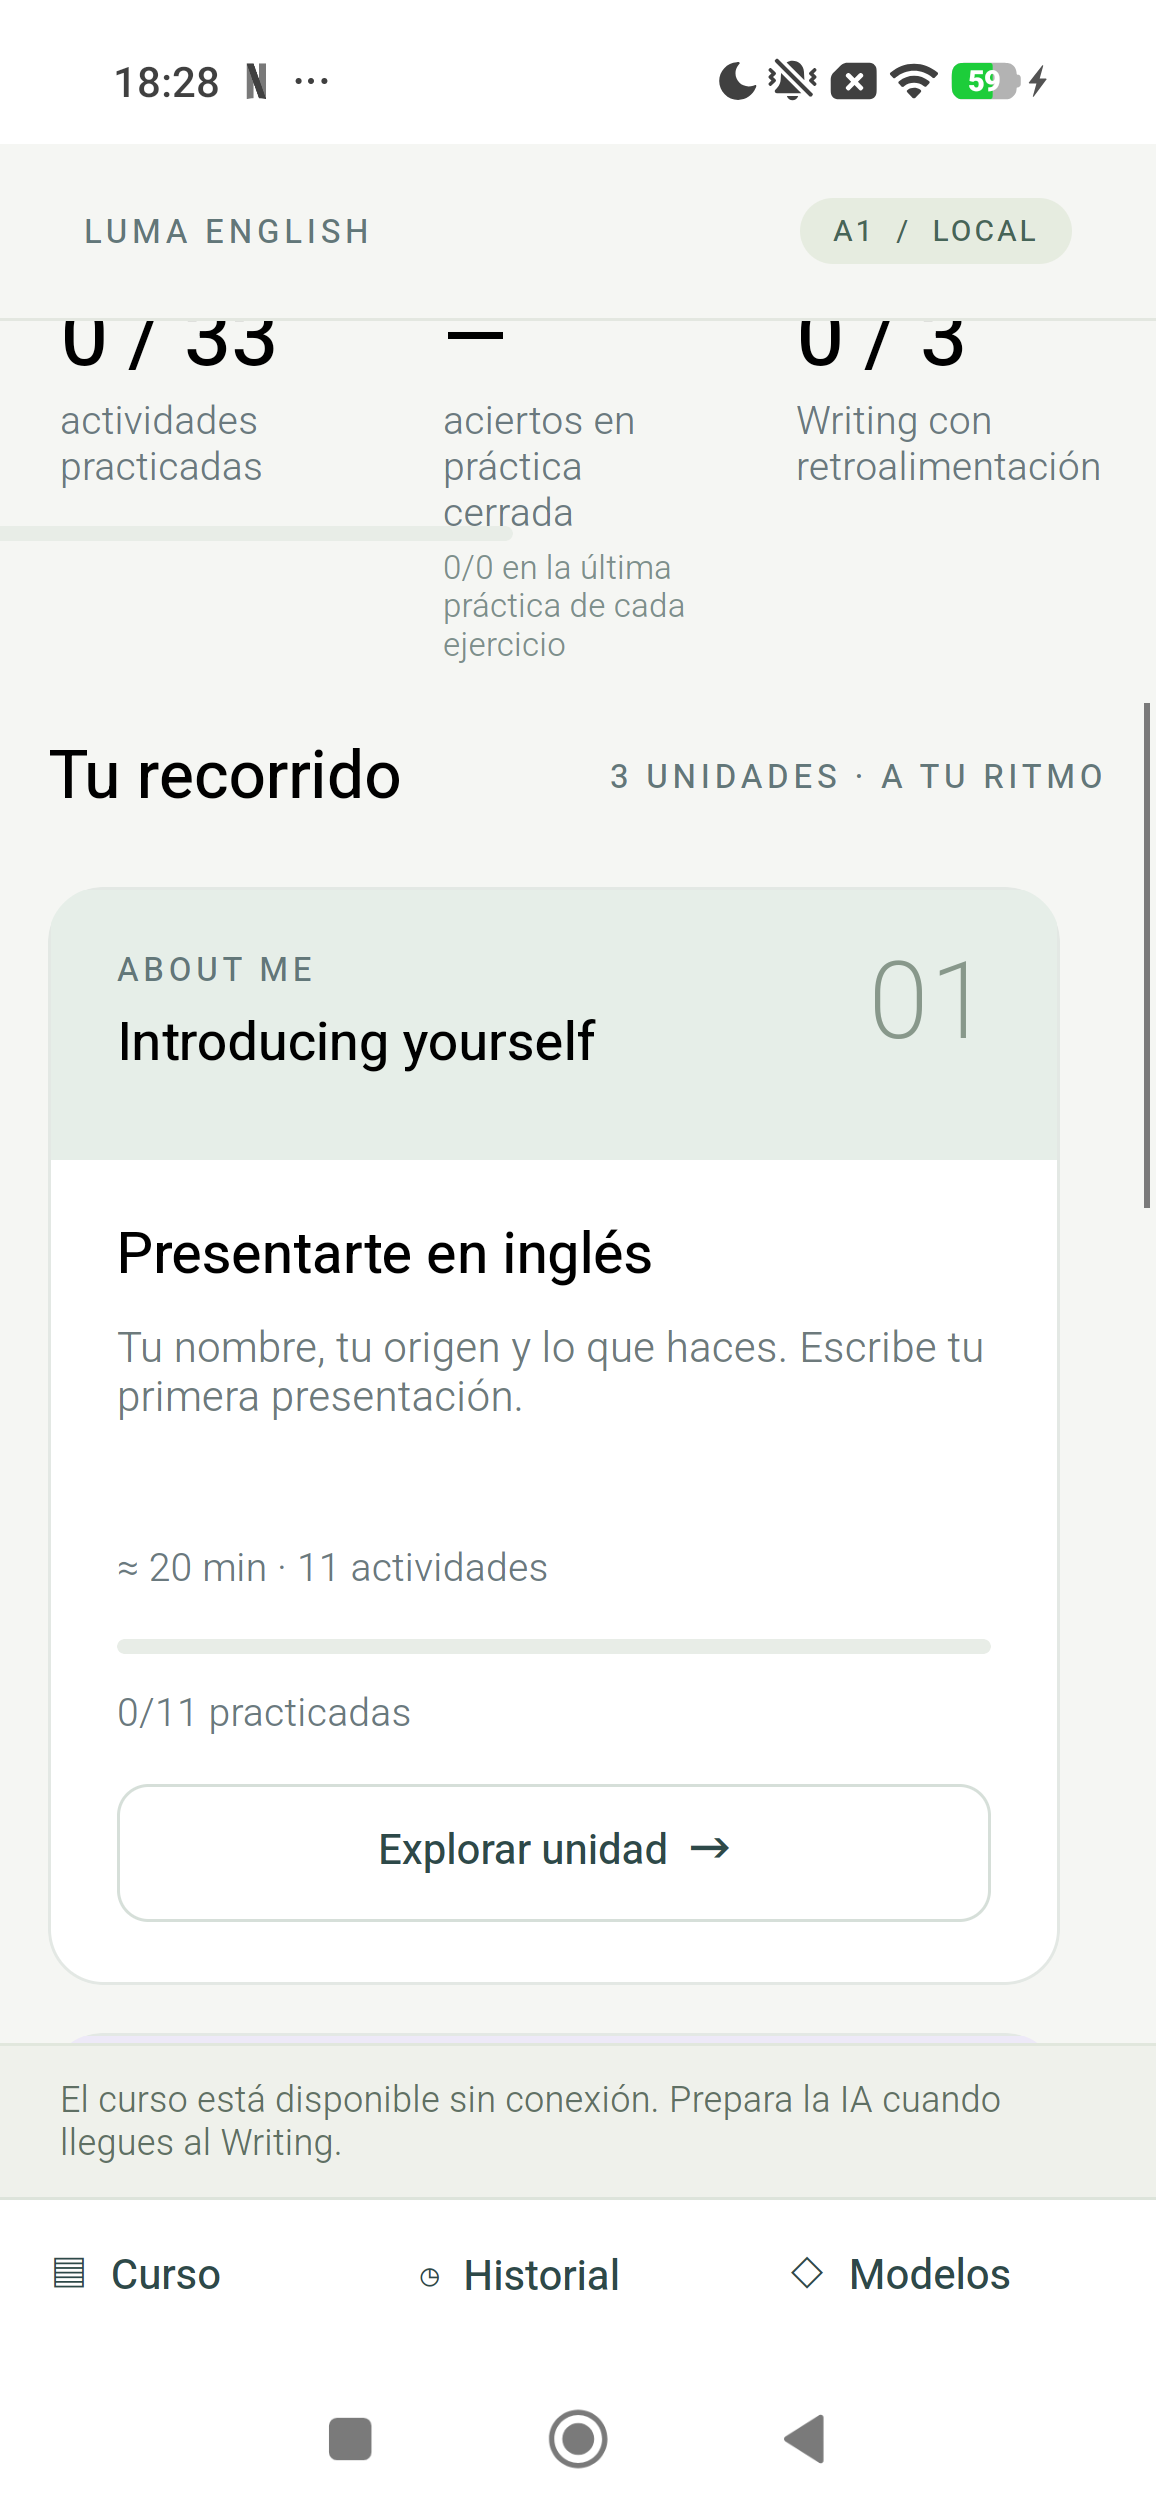 18:28
59
LUMA ENGLISH
A1 / LOCAL
0 / 33
—
0 / 3
actividades
practicadas
aciertos en
práctica
cerrada
0/0 en la última
práctica de cada
ejercicio
Writing con
retroalimentación
Tu recorrido
3 UNIDADES · A TU RITMO
ABOUT ME
Introducing yourself
01
Presentarte en inglés
Tu nombre, tu origen y lo que haces. Escribe tu
primera presentación.
≈ 20 min · 11 actividades
0/11 practicadas
Explorar unidad →
El curso está disponible sin conexión. Prepara la IA cuando
llegues al Writing.
Curso
Historial
Modelos